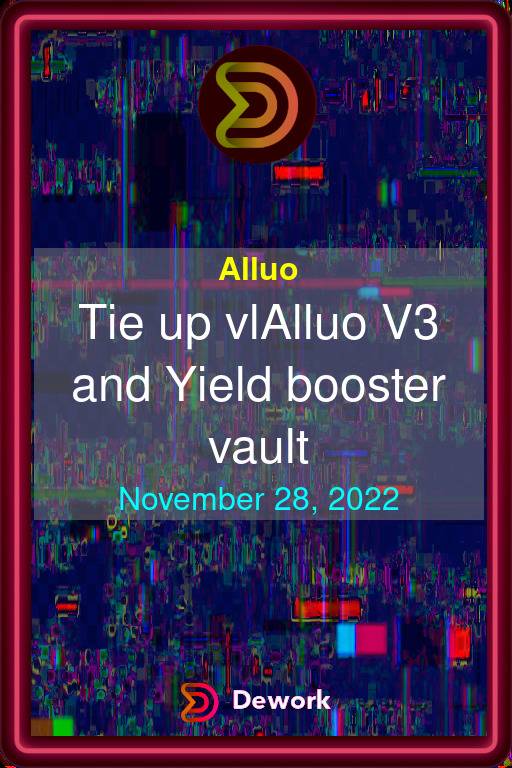 Alluo
Tie up vlAlluo V3
and Yield booster
vault
November 28, 2022
Dework